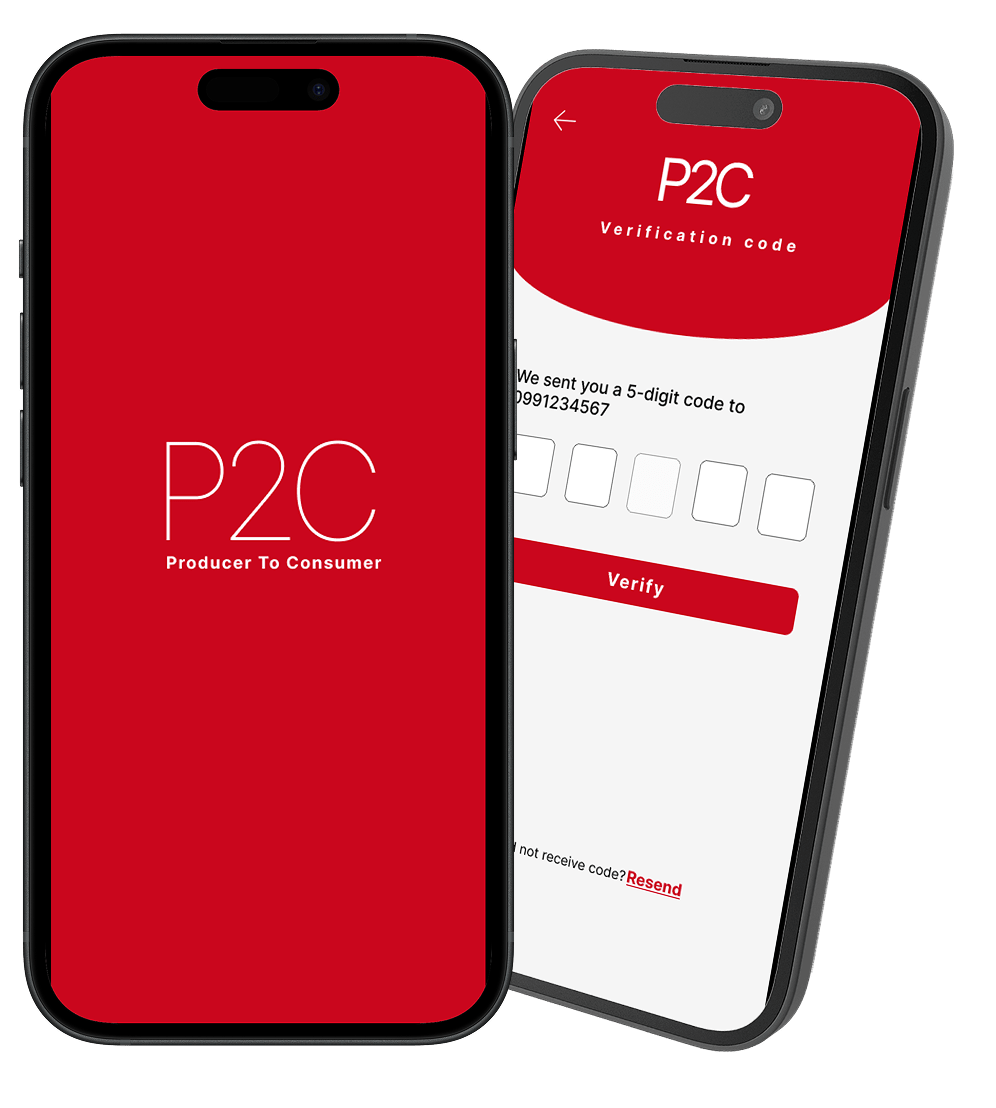 P2C
Producer To Consumer
P2C
Verification code
We sent you a 5-digit code to
0991234567
Verify
not receive code? Resend